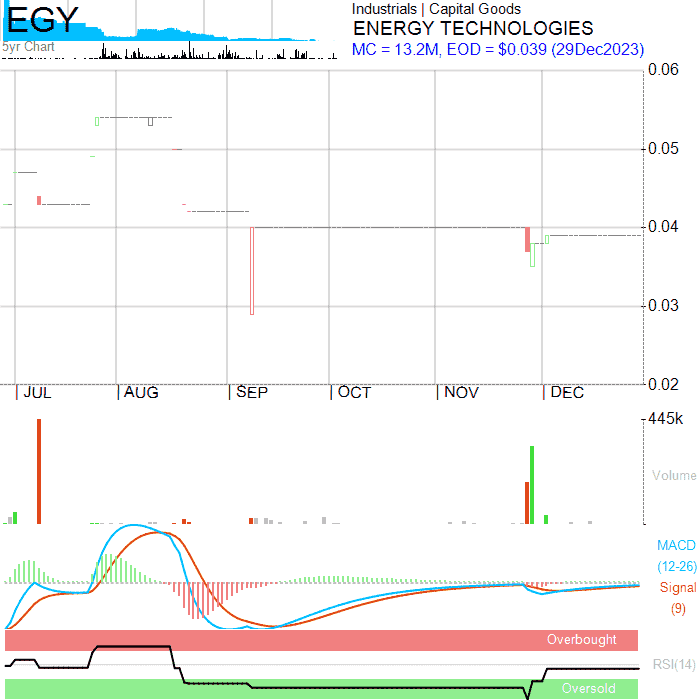 EGY
5yr Chart
Industrials | Capital Goods
ENERGY TECHNOLOGIES
MC = 13.2M, EOD = $0.039 (29Dec2023)
0.06
0.05
0.04
0.03
0.02
| JUL | AUG | SEP | OCT | NOV | DEC
445k
Volume
MACD
(12-26)
Signal
(9)
Overbought
RSI(14)
Oversold